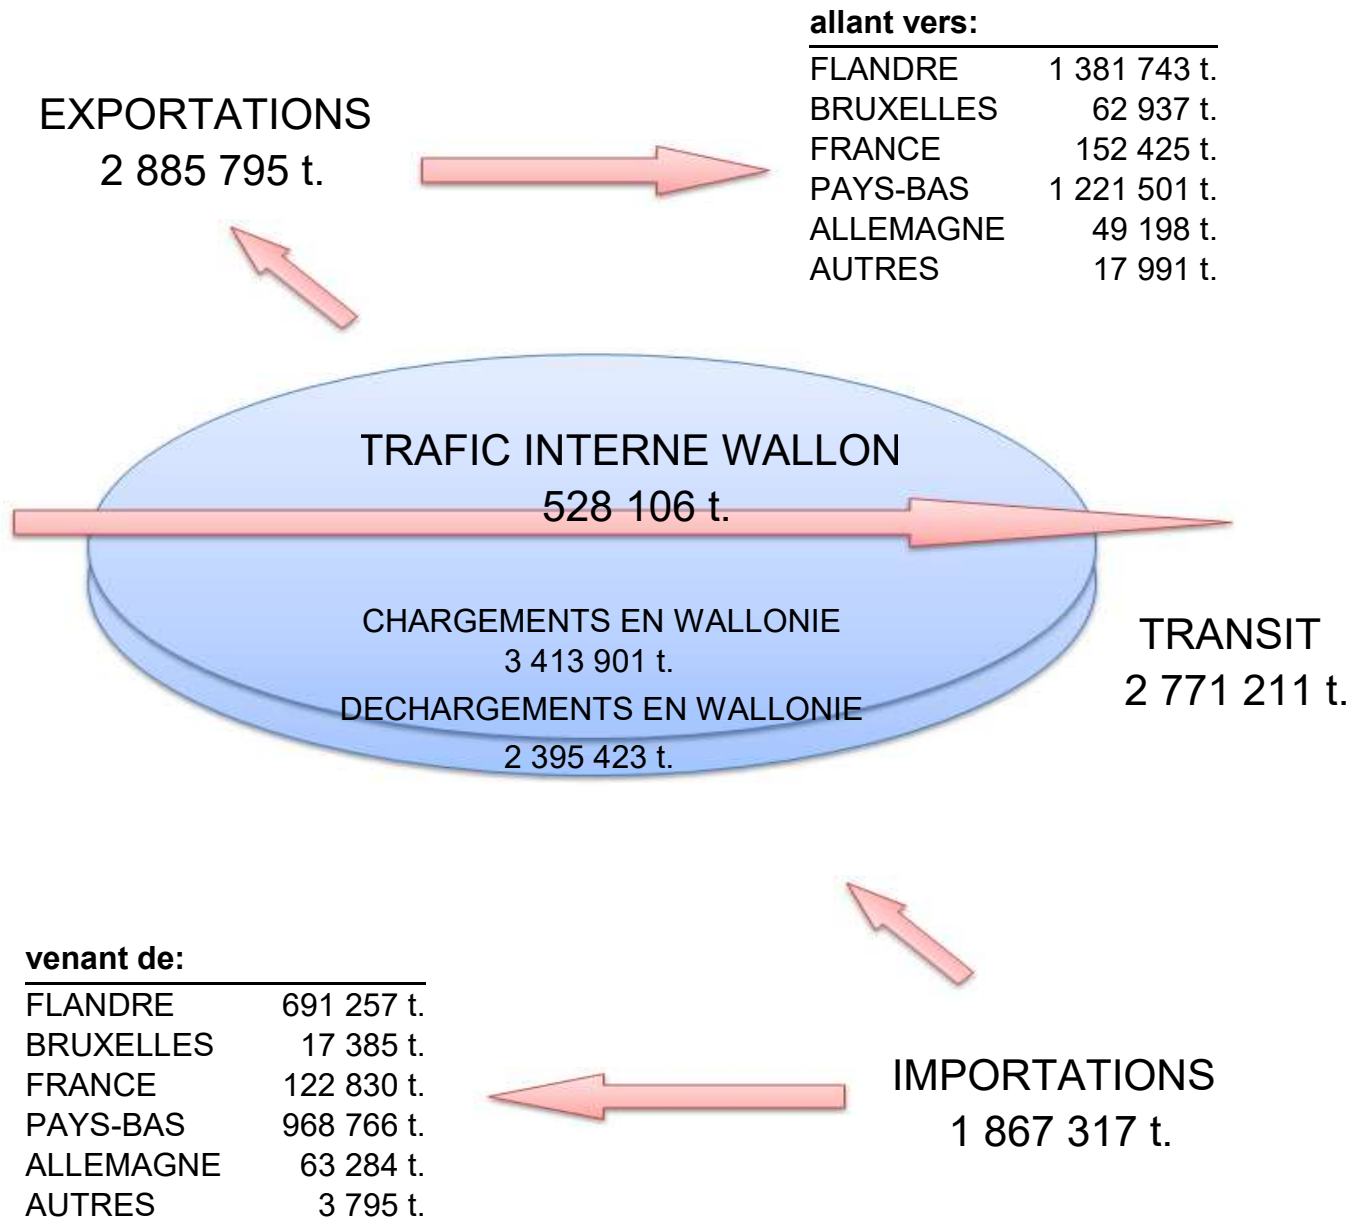 allant vers:
FLANDRE 1 381 743 t.
BRUXELLES 62 937 t.
FRANCE 152 425 t.
PAYS-BAS 1 221 501 t.
ALLEMAGNE 49 198 t.
AUTRES 17 991 t.
EXPORTATIONS
2 885 795 t.
TRAFIC INTERNE WALLON
528 106 t.
CHARGEMENTS EN WALLONIE
3 413 901 t.
DECHARGEMENTS EN WALLONIE
2 395 423 t.
TRANSIT
2 771 211 t.
venant de:
FLANDRE 691 257 t.
BRUXELLES 17 385 t.
FRANCE 122 830 t.
PAYS-BAS 968 766 t.
ALLEMAGNE 63 284 t.
AUTRES 3 795 t.
IMPORTATIONS
1 867 317 t.